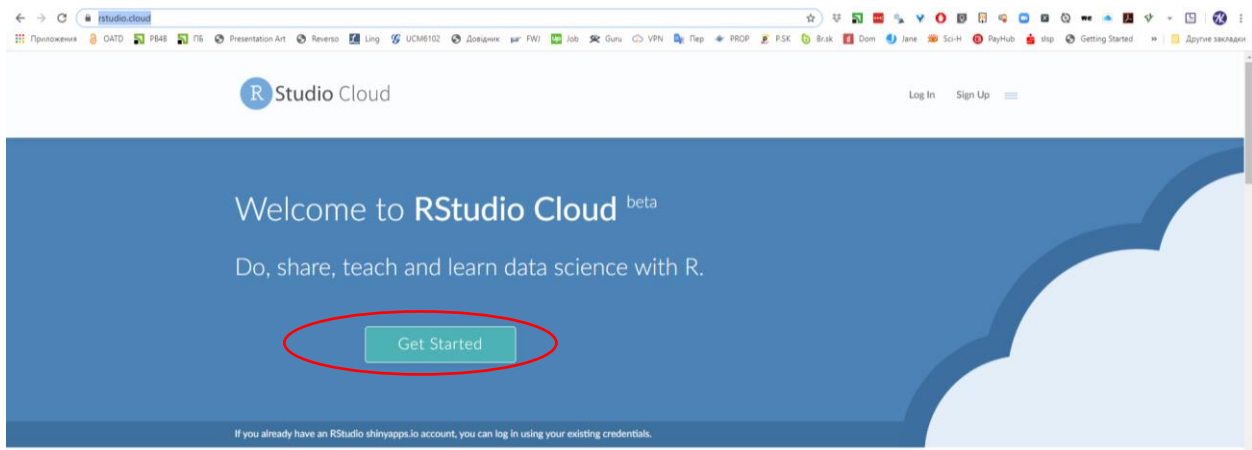 rstudio.cloud
Приложения OATD PB48 ПБ Presentation Art Reverso Ling UCM6102 Довідник FWJ Job Guru VPN Пер PROP P.SK Br.sk Dom Jane Sci-H PayHub slsp Getting Started » Другие закладки
R Studio Cloud
Log In Sign Up
Welcome to RStudio Cloud beta
Do, share, teach and learn data science with R.
Get Started
If you already have an RStudio shinyapps.io account, you can log in using your existing credentials.